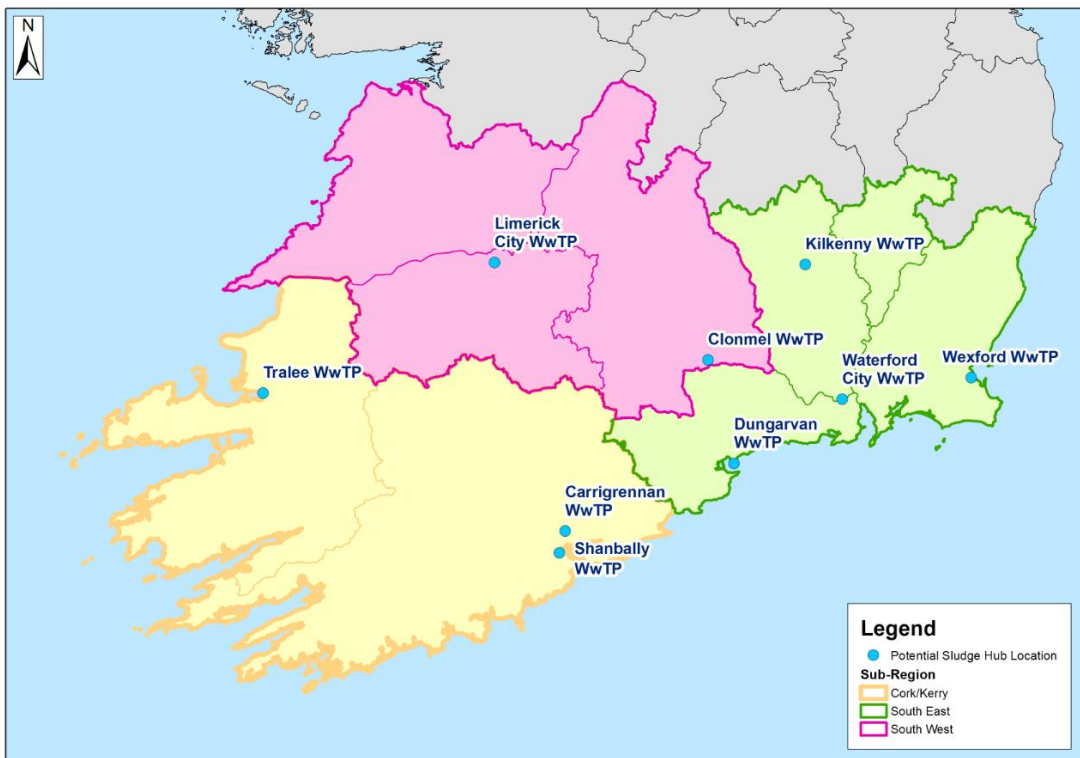 N
Limerick
City WwTP
Kilkenny WwTP
Clonmel WwTP
Waterford
City WwTP
Wexford WwTP
Tralee WwTP
Dungarvan
WwTP
Carrigrennan
WwTP
Shanbally
WwTP
Legend
Potential Sludge Hub Location
Sub-Region
Cork/Kerry
South East
South West